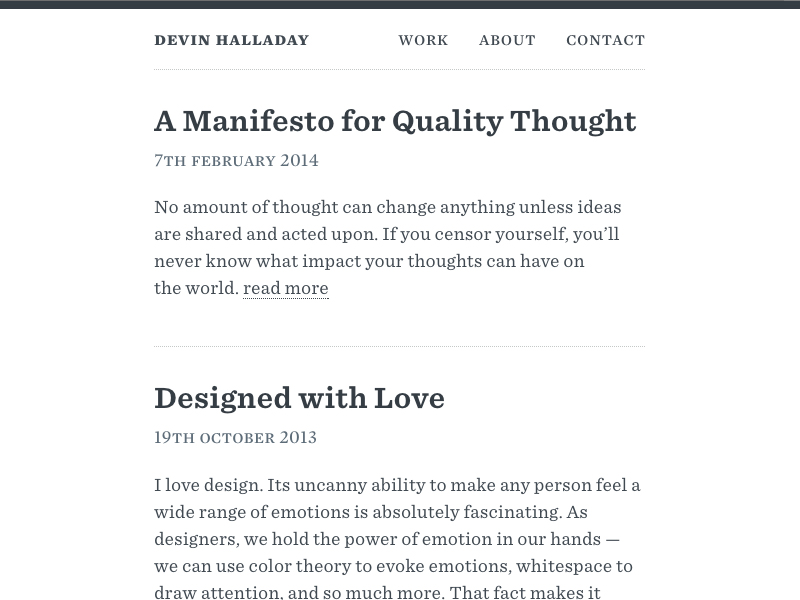 DEVIN HALLADAY WORK ABOUT CONTACT
A Manifesto for Quality Thought
7TH FEBRUARY 2014
No amount of thought can change anything unless ideas
are shared and acted upon. If you censor yourself, you’ll
never know what impact your thoughts can have on
the world. read more
Designed with Love
19TH OCTOBER 2013
I love design. Its uncanny ability to make any person feel a
wide range of emotions is absolutely fascinating. As
designers, we hold the power of emotion in our hands —
we can use color theory to evoke emotions, whitespace to
draw attention, and so much more. That fact makes it